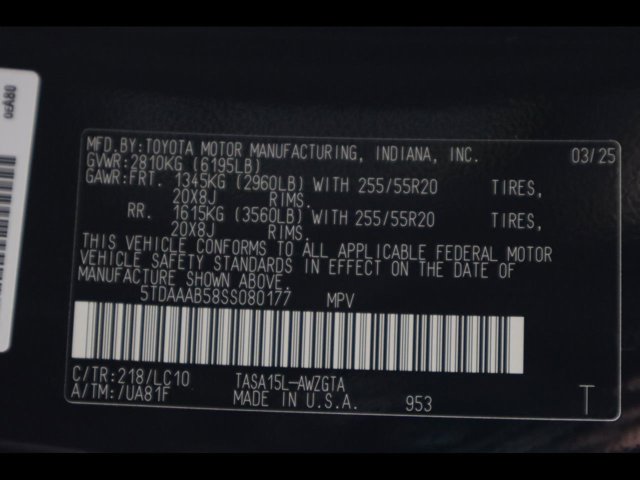 MFD.BY:TOYOTA MOTOR MANUFACTURING, INDIANA, INC. 03/25
GVWR:2810KG (6195LB)
GAWR:FRT. 1345KG (2960LB) WITH 255/55R20 TIRES,
20X8J RIMS.
RR. 1615KG (3560LB) WITH 255/55R20 TIRES,
20X8J RIMS.
THIS VEHICLE CONFORMS TO ALL APPLICABLE FEDERAL MOTOR
VEHICLE SAFETY STANDARDS IN EFFECT ON THE DATE OF
MANUFACTURE SHOWN ABOVE.
5TDAAAB58SS080177 MPV
C/TR:218/LC10 TASA15L-AWZGTA
A/TM:/UA81F MADE IN U.S.A. 953 T